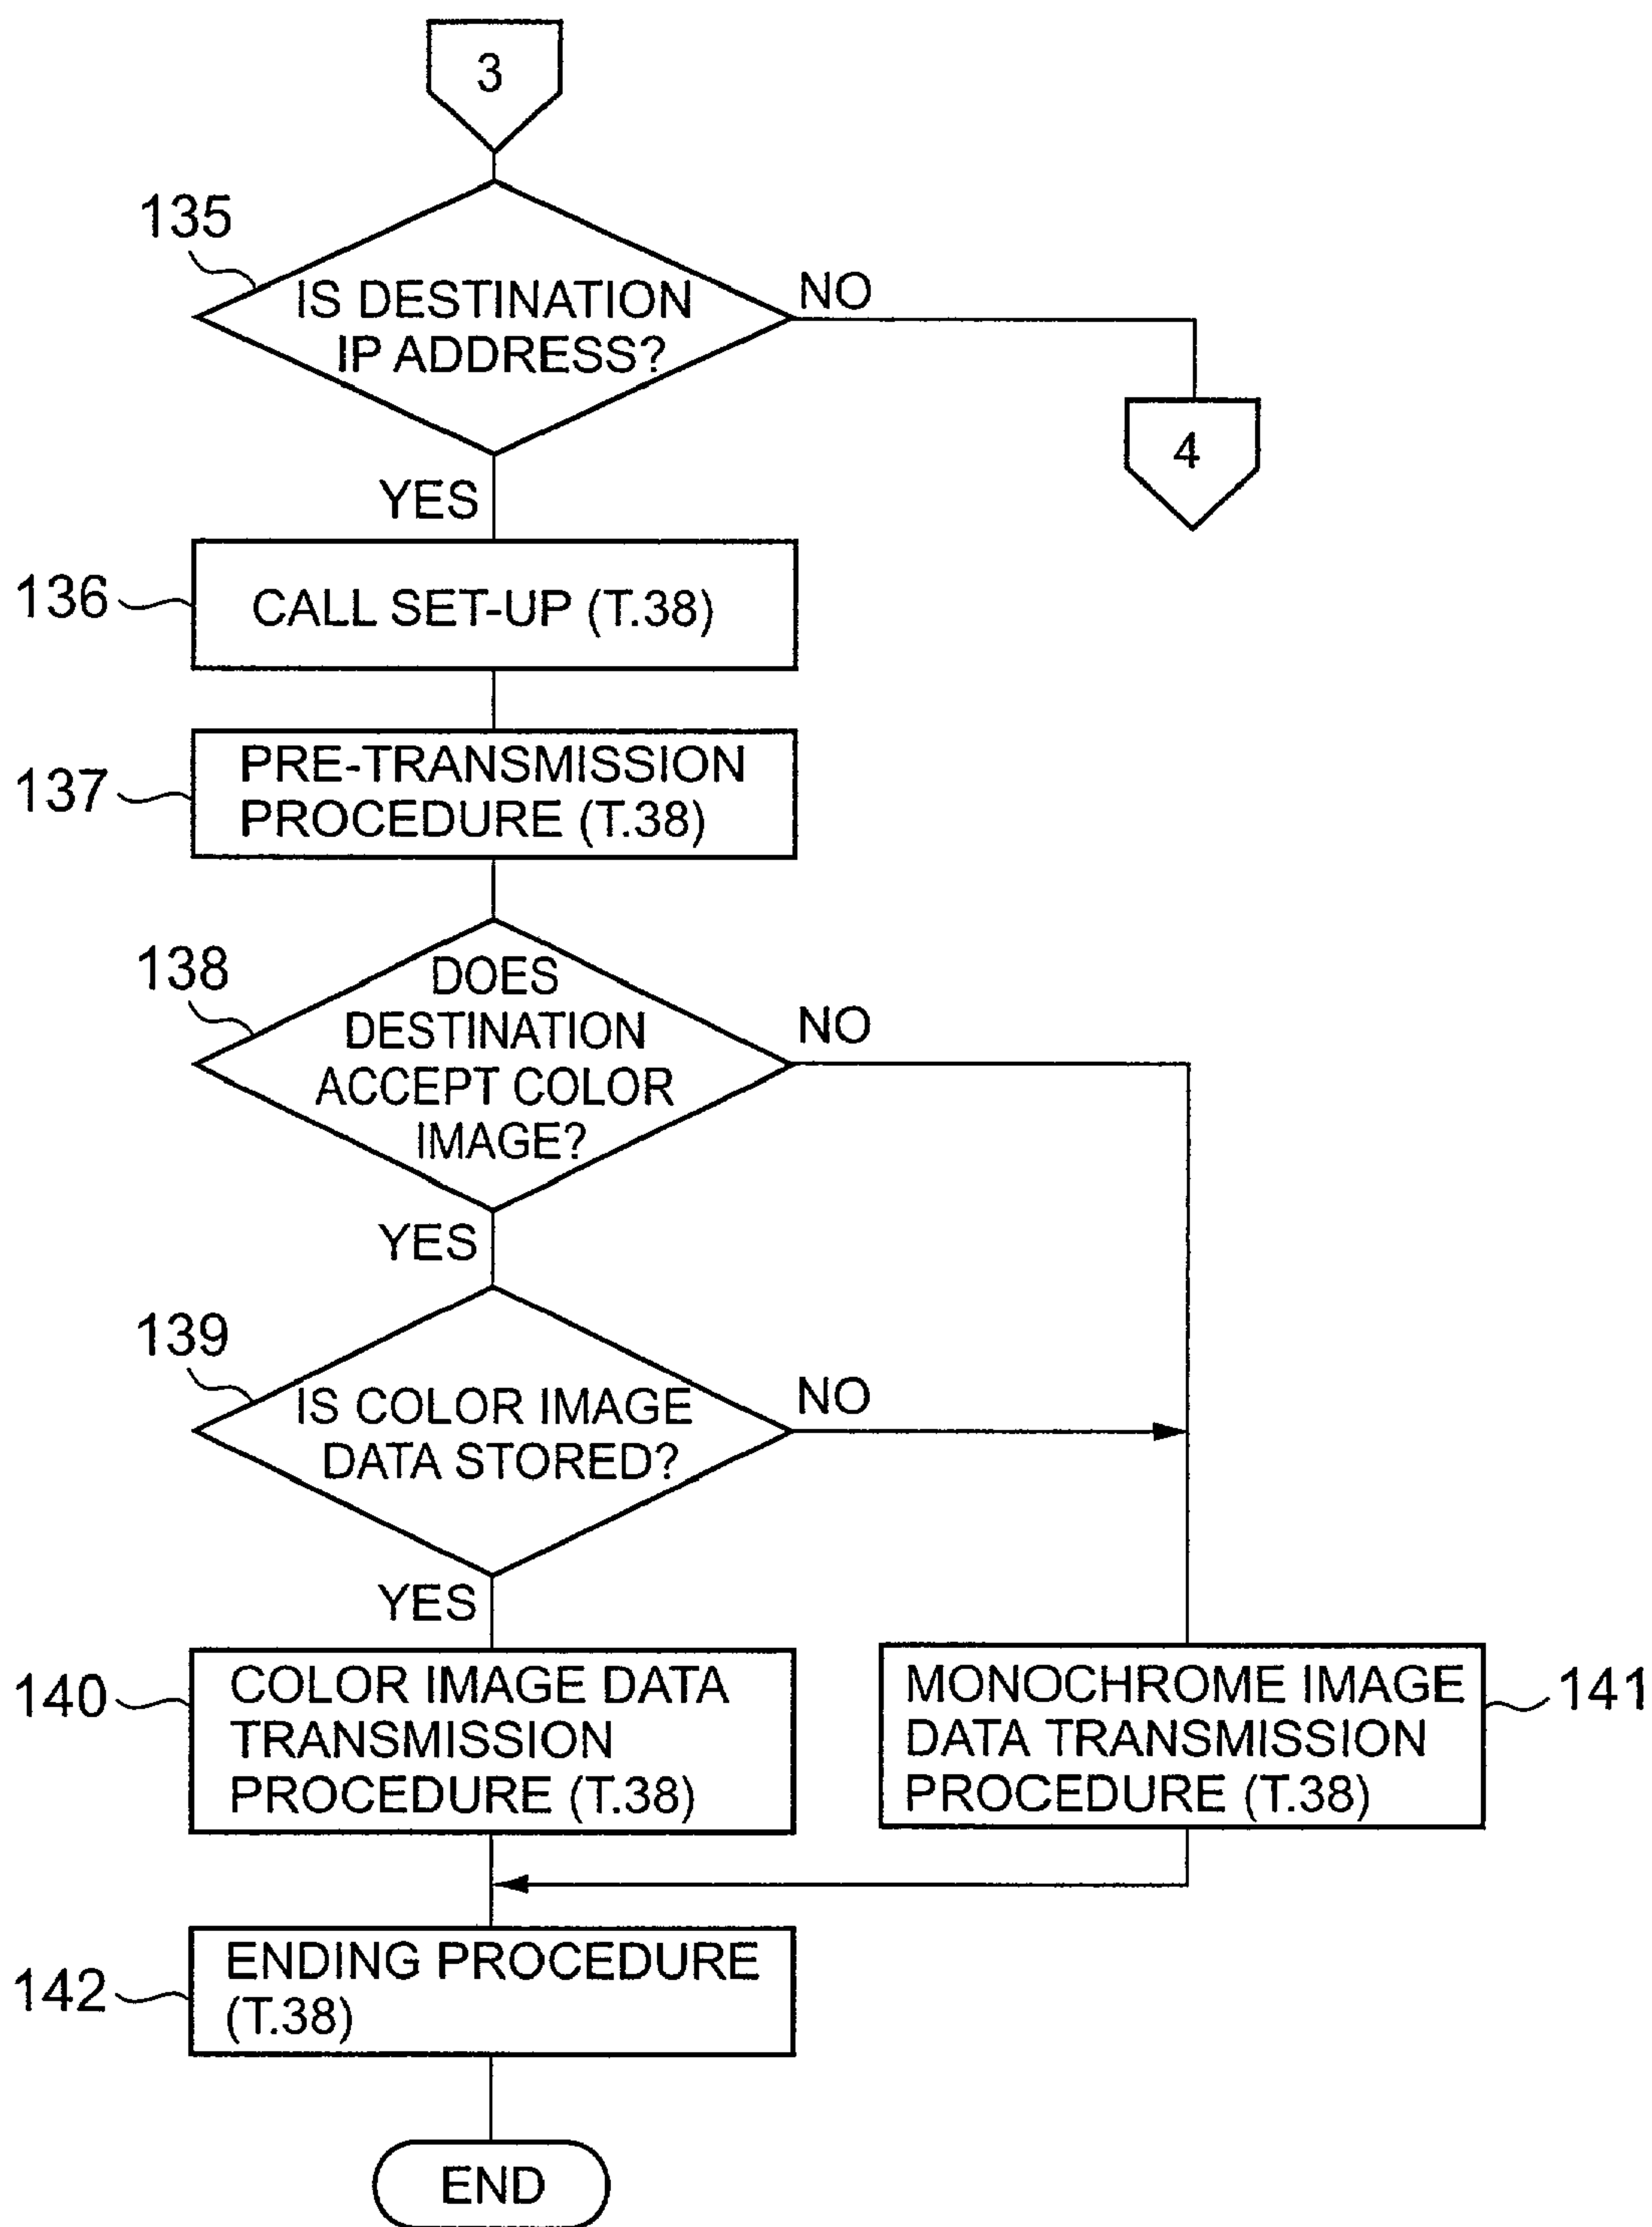 3
135
IS DESTINATION
IP ADDRESS?
NO
4
YES
136
CALL SET-UP (T.38)
137
PRE-TRANSMISSION
PROCEDURE (T.38)
138
DOES
DESTINATION
ACCEPT COLOR
IMAGE?
NO
YES
139
IS COLOR IMAGE
DATA STORED?
NO
YES
140
COLOR IMAGE DATA
TRANSMISSION
PROCEDURE (T.38)
MONOCHROME IMAGE
DATA TRANSMISSION
PROCEDURE (T.38)
141
142
ENDING PROCEDURE
(T.38)
END